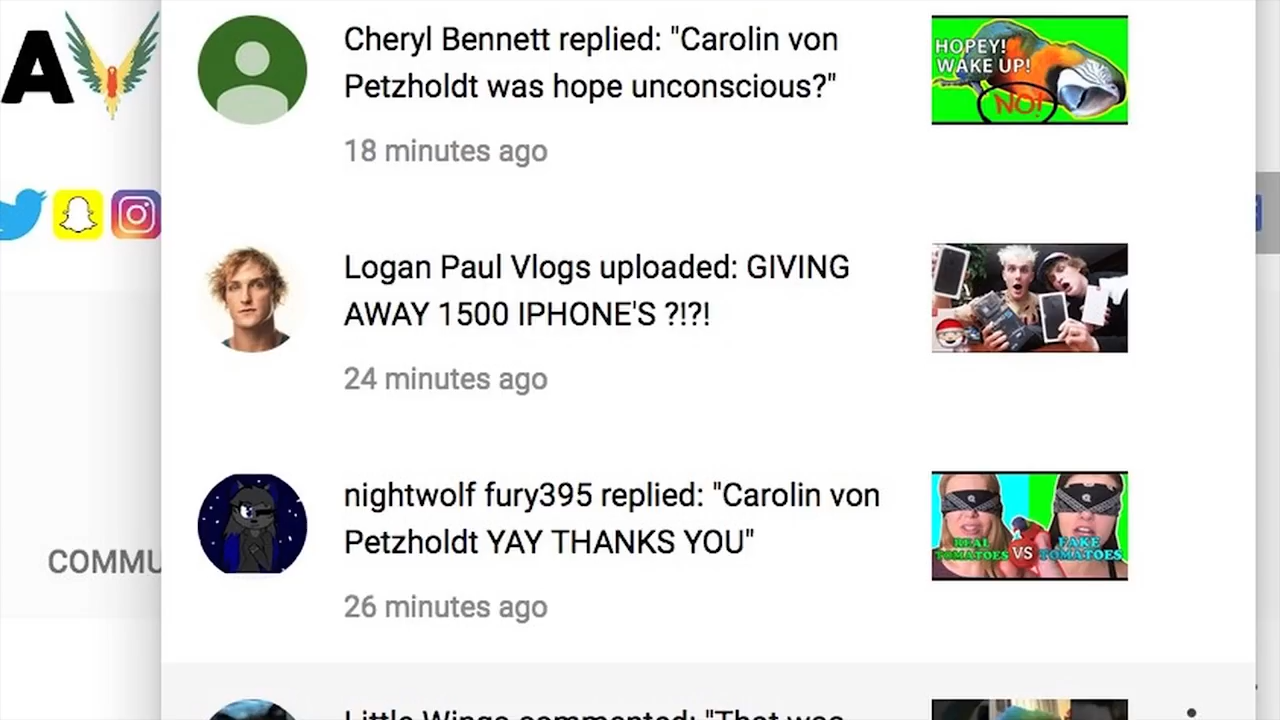 A
Cheryl Bennett replied: "Carolin von
Petzholdt was hope unconscious?"
18 minutes ago
HOPEY!
WAKE UP!
NO!
Logan Paul Vlogs uploaded: GIVING
AWAY 1500 IPHONE'S ?!?!
24 minutes ago
COMMU
nightwolf fury395 replied: "Carolin von
Petzholdt YAY THANKS YOU"
26 minutes ago
REAL
TOMATOES VS FAKE
TOMATOES
Little Wings commented: "That was